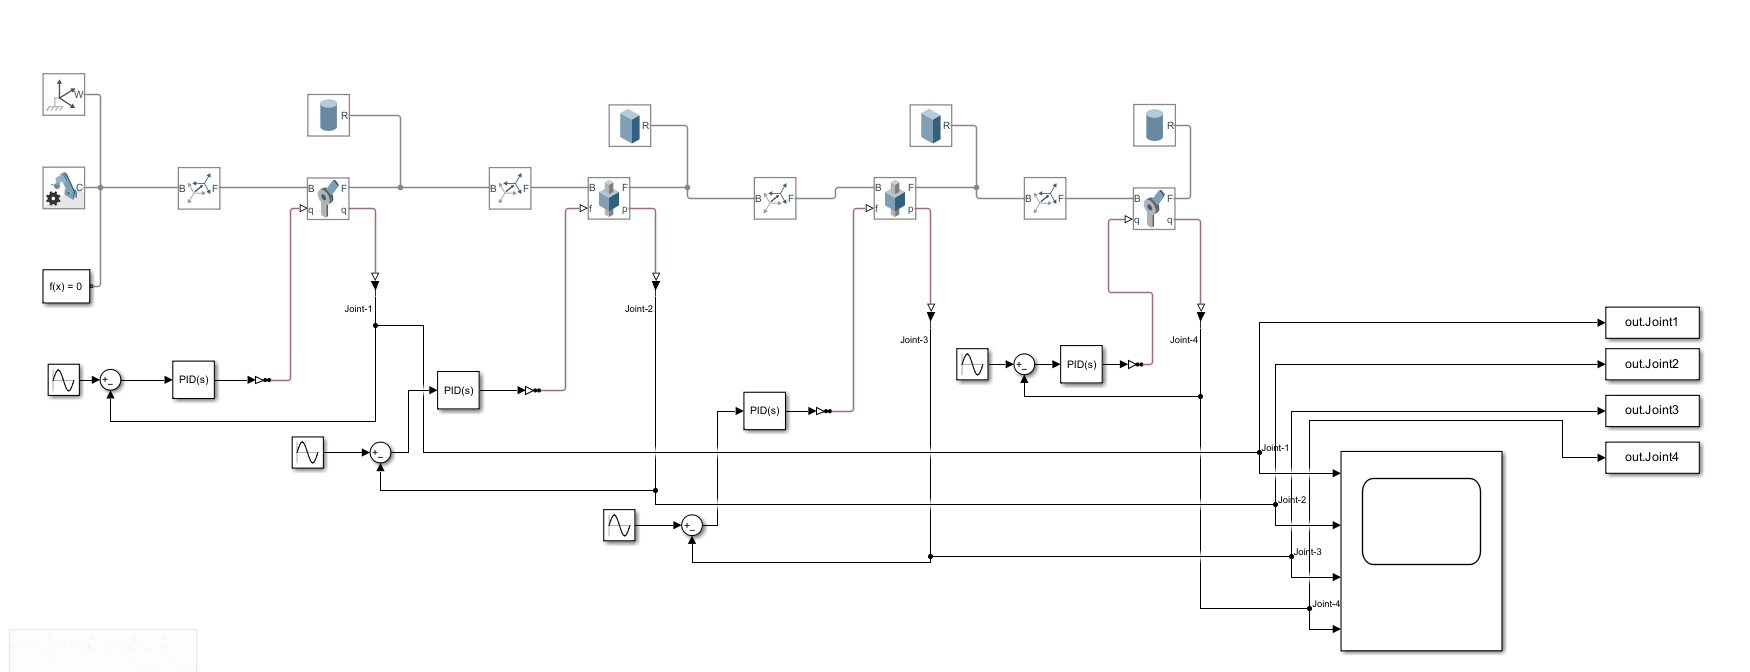 W
R
R
R
R
C
B F
B F
q q
B F
B F
f p
B F
B F
f p
B F
B F
q q
f(x) = 0
Joint-1
Joint-2
Joint-3
Joint-4
out.Joint1
out.Joint2
out.Joint3
out.Joint4
PID(s)
PID(s)
PID(s)
PID(s)
Joint-1
Joint-2
Joint-3
Joint-4